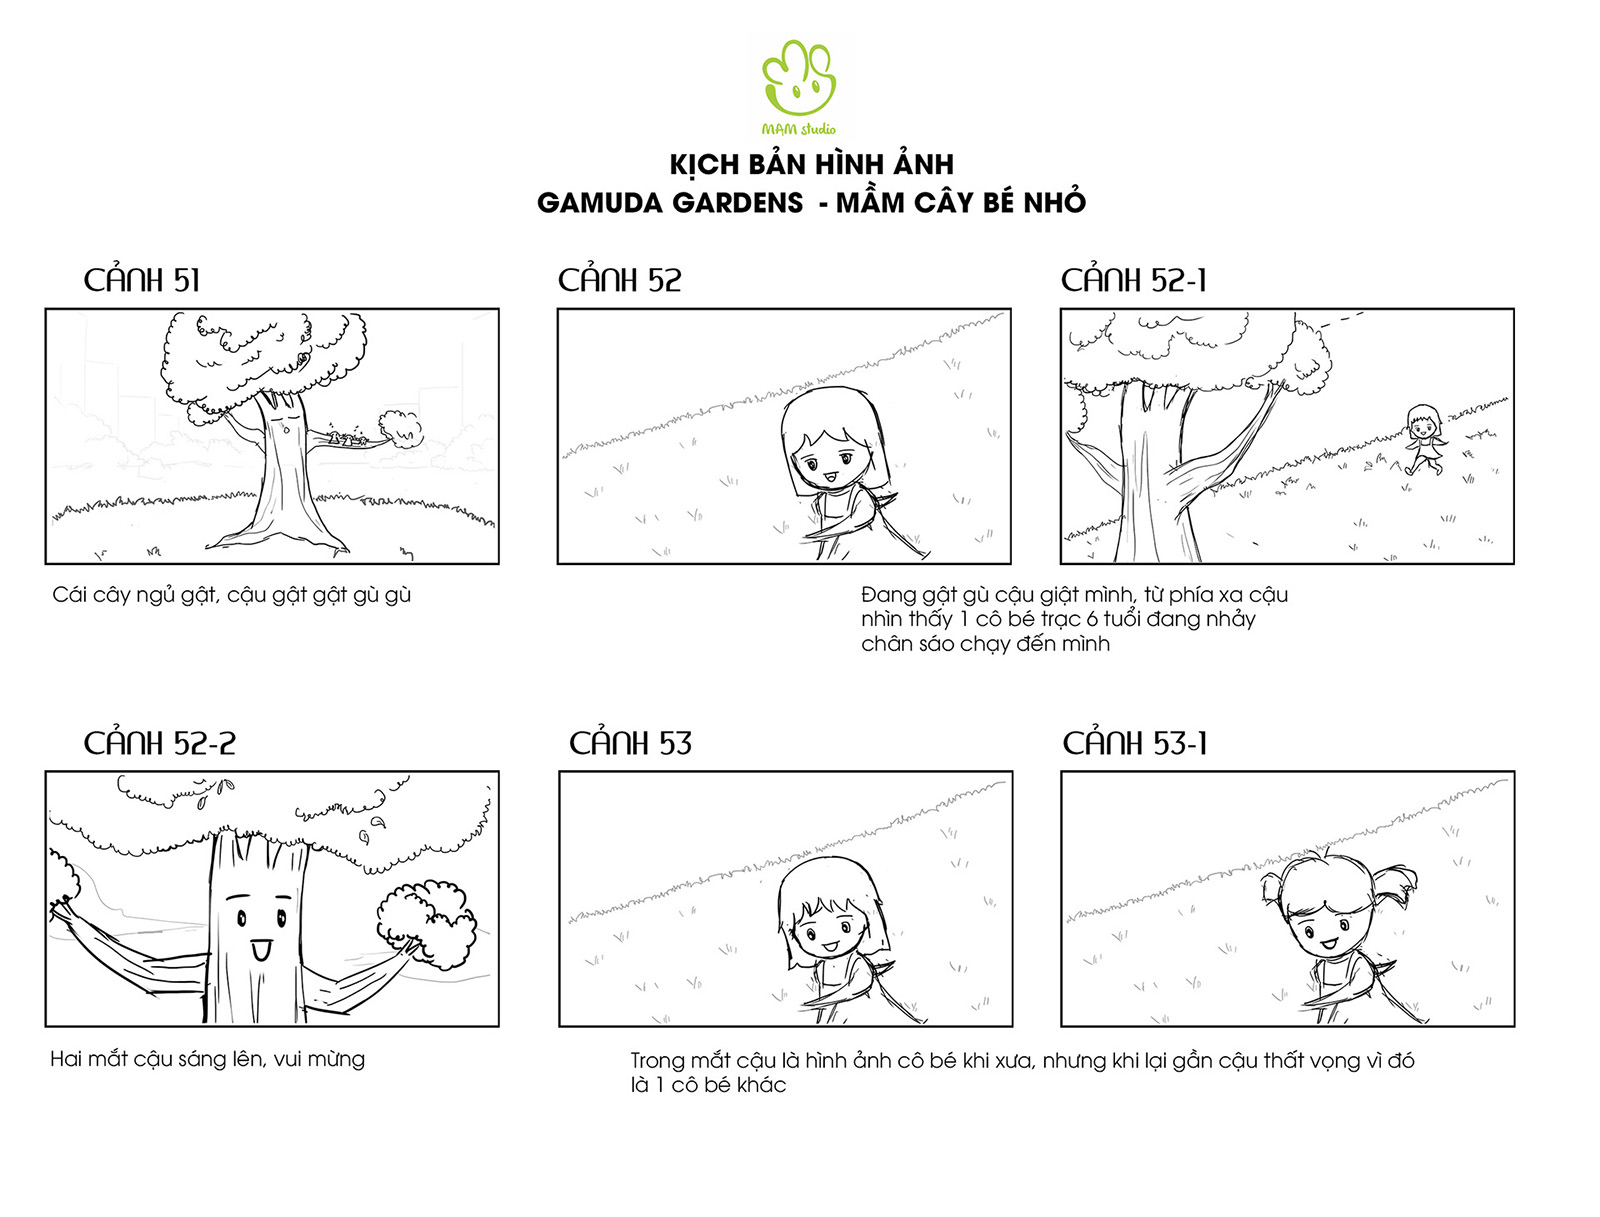 MAM studio
KỊCH BẢN HÌNH ẢNH
GAMUDA GARDENS - MẦM CÂY BÉ NHỎ
CẢNH 51
CẢNH 52
CẢNH 52-1
Cái cây ngủ gật, cậu gật gật gù gù
Đang gật gù cậu giật mình, từ phía xa cậu
nhìn thấy 1 cô bé trạc 6 tuổi đang nhảy
chân sáo chạy đến mình
CẢNH 52-2
CẢNH 53
CẢNH 53-1
Hai mắt cậu sáng lên, vui mừng
Trong mắt cậu là hình ảnh cô bé khi xưa, nhưng khi lại gần cậu thất vọng vì đó
là 1 cô bé khác